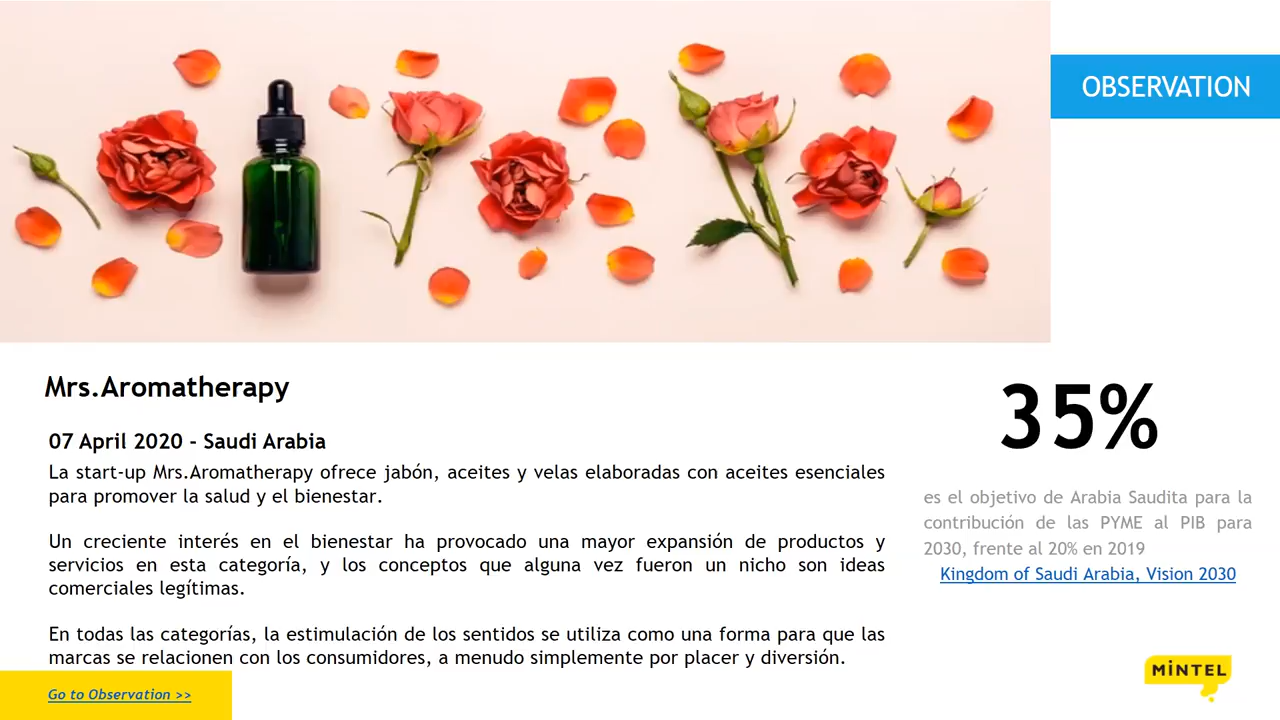 OBSERVATION
Mrs.Aromatherapy
07 April 2020 - Saudi Arabia
La start-up Mrs.Aromatherapy ofrece jabón, aceites y velas elaboradas con aceites esenciales
para promover la salud y el bienestar.
Un creciente interés en el bienestar ha provocado una mayor expansión de productos y
servicios en esta categoría, y los conceptos que alguna vez fueron un nicho son ideas
comerciales legítimas.
En todas las categorías, la estimulación de los sentidos se utiliza como una forma para que las
marcas se relacionen con los consumidores, a menudo simplemente por placer y diversión.
Go to Observation >>
35%
es el objetivo de Arabia Saudita para la
contribución de las PYME al PIB para
2030, frente al 20% en 2019
Kingdom of Saudi Arabia, Vision 2030
MINTEL